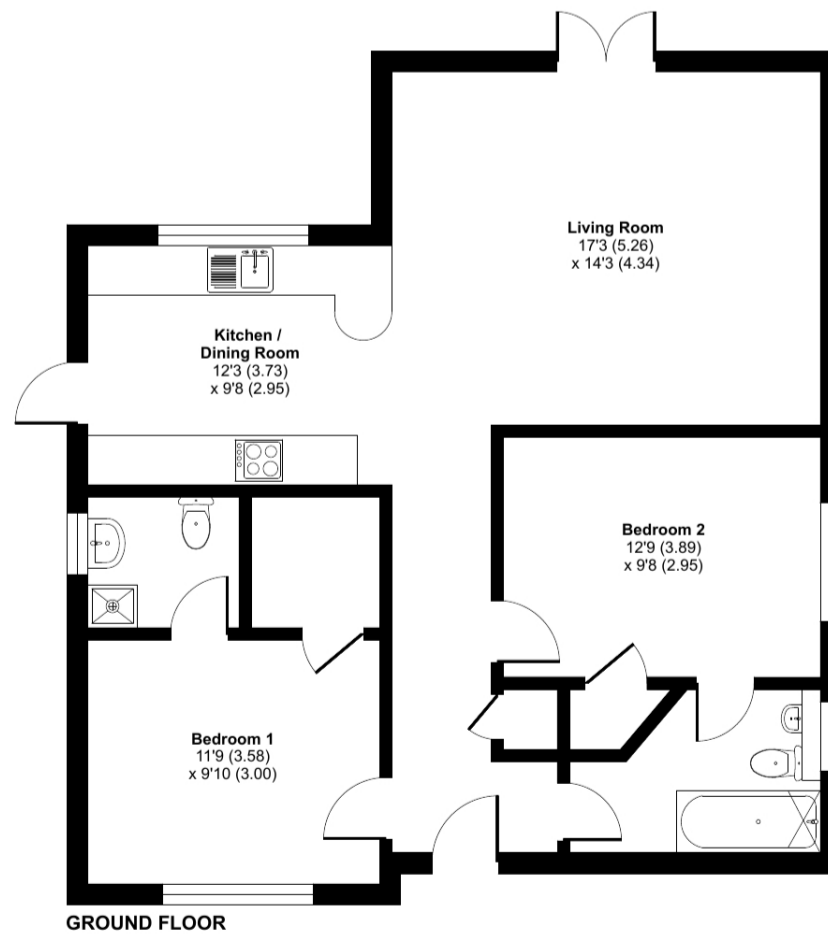 Living Room
17'3 (5.26)
x 14'3 (4.34)
Kitchen /
Dining Room
12'3 (3.73)
x 9'8 (2.95)
Bedroom 2
12'9 (3.89)
x 9'8 (2.95)
Bedroom 1
11'9 (3.58)
x 9'10 (3.00)
GROUND FLOOR